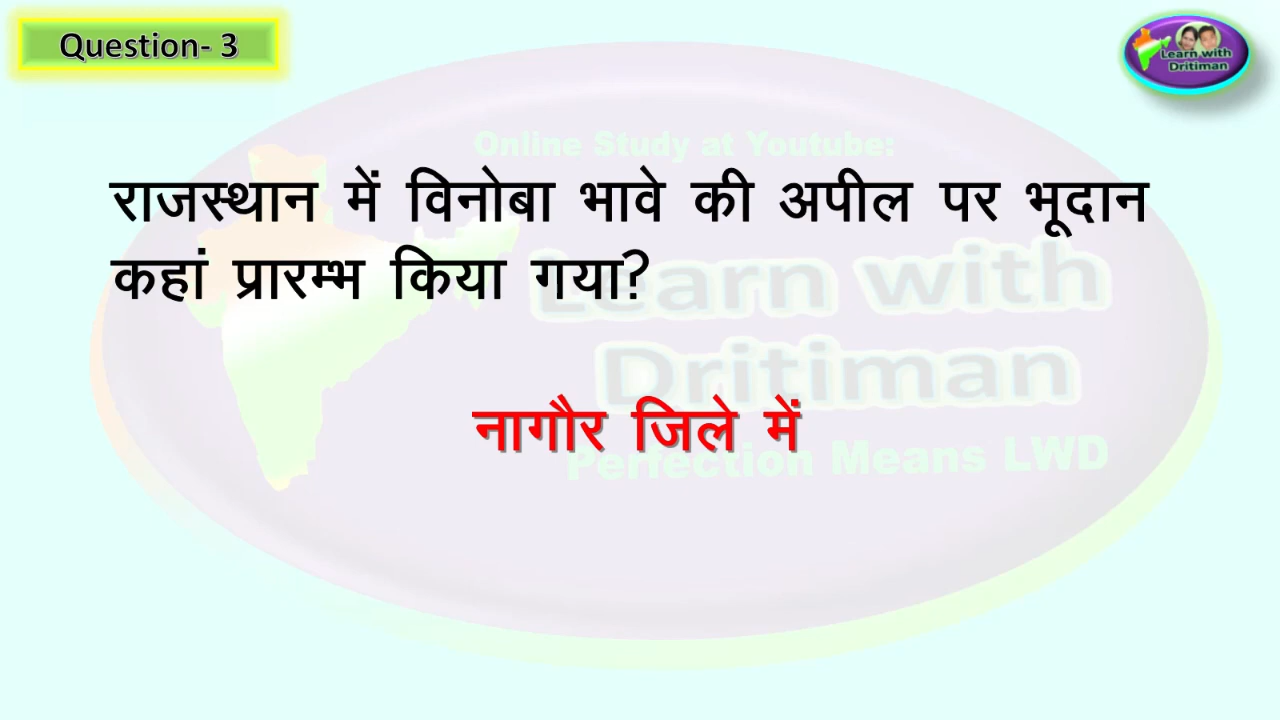 Question- 3
Learn with
Dritiman
Online Study at Youtube:
राजस्थान में विनोबा भावे की अपील पर भूदान
कहां प्रारम्भ किया गया?
Learn with
Dritiman
नागौर जिले में
Perfection Means LWD